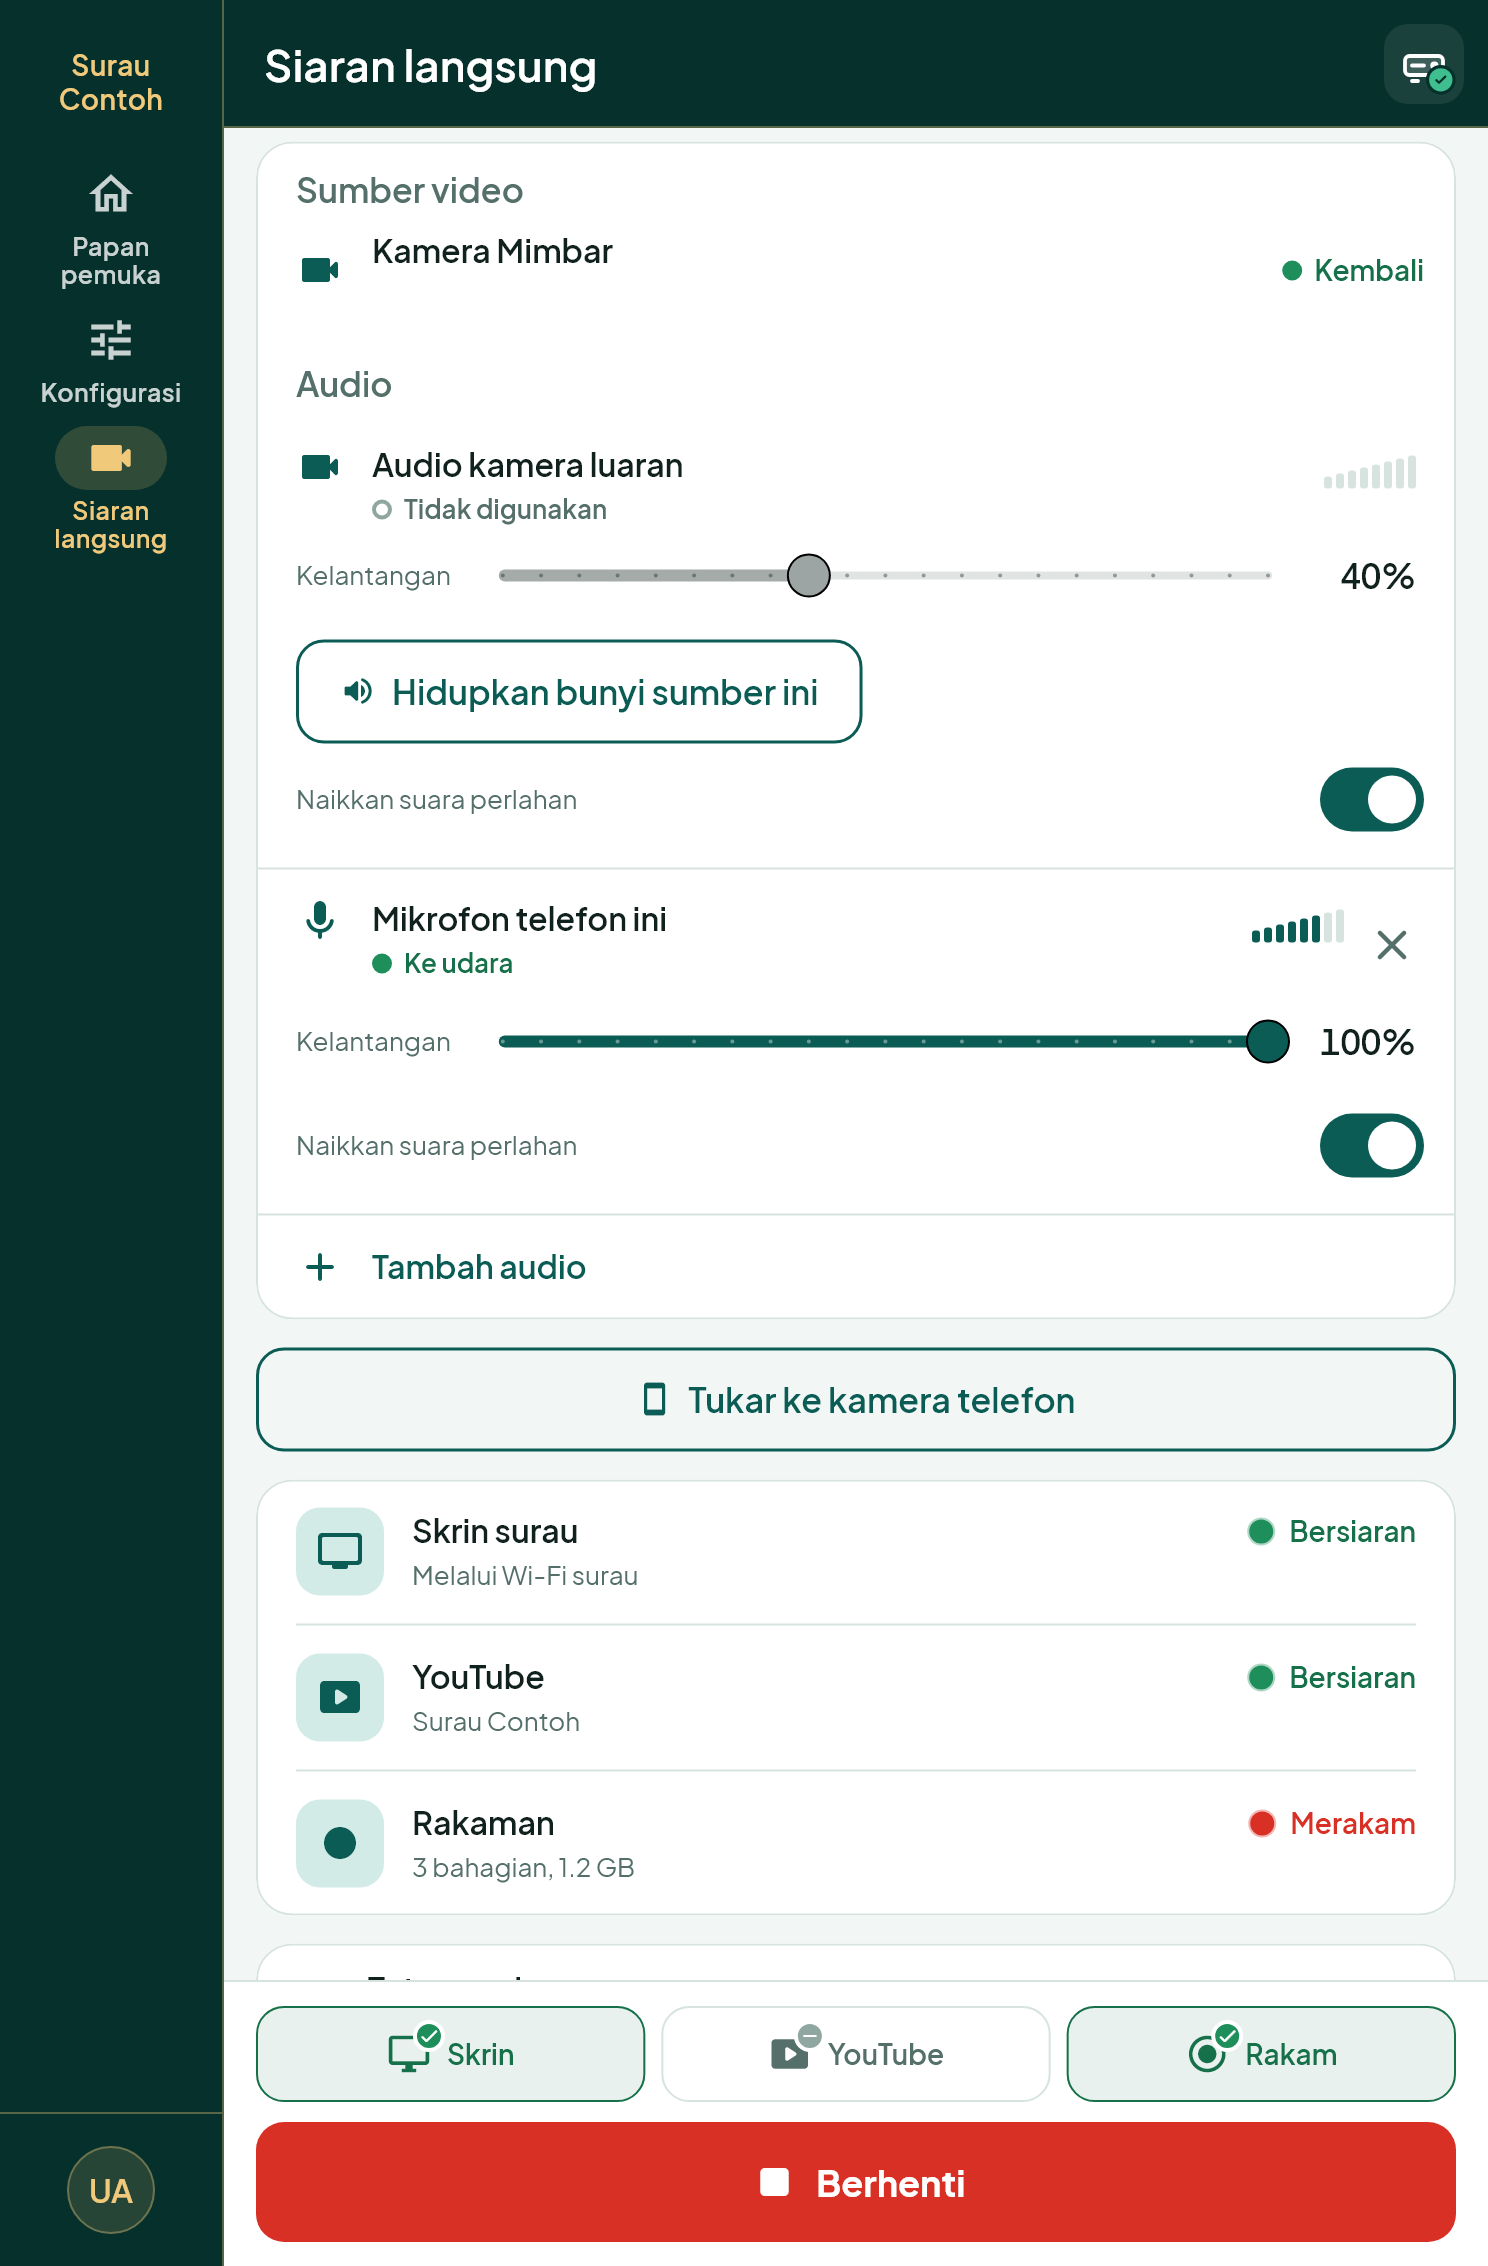 Surau
Contoh
Papan
pemuka
Konfigurasi
Siaran
langsung
UA
Siaran langsung
Sumber video
Kamera Mimbar
Kembali
Audio
Audio kamera luaran
Tidak digunakan
Kelantangan
40%
Hidupkan bunyi sumber ini
Naikkan suara perlahan
Mikrofon telefon ini
Ke udara
Kelantangan
100%
Naikkan suara perlahan
Tambah audio
Tukar ke kamera telefon
Skrin surau
Bersiaran
Melalui Wi-Fi surau
YouTube
Bersiaran
Surau Contoh
Rakaman
Merakam
3 bahagian, 1.2 GB
Skrin
YouTube
Rakam
Berhenti